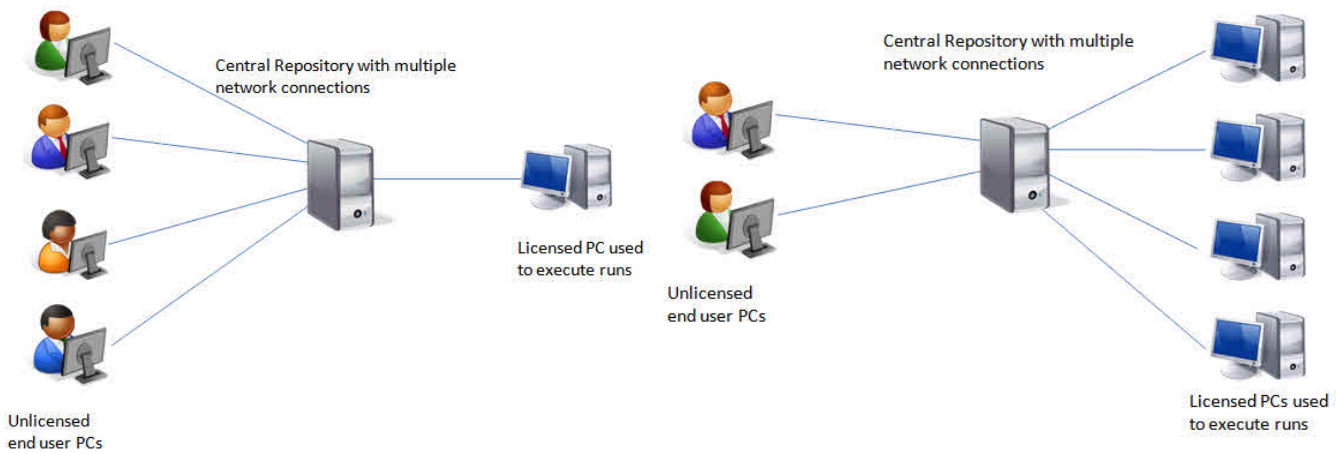 Central Repository with multiple
network connections
Licensed PC used
to execute runs
Unlicensed
end user PCs
Central Repository with multiple
network connections
Unlicensed
end user PCs
Licensed PCs used
to execute runs